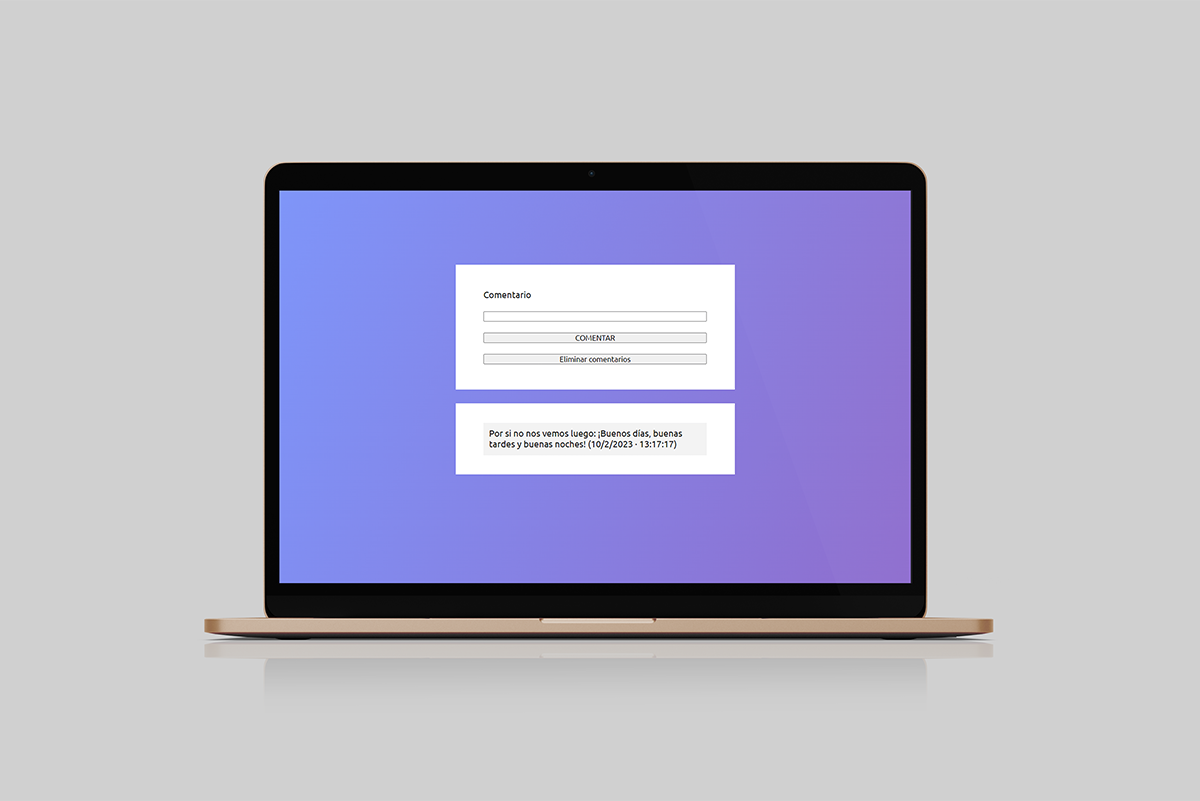 Comentario
COMENTAR
Eliminar comentarios
Por si no nos vemos luego: ¡Buenos días, buenas
tardes y buenas noches! (10/2/2023 · 13:17:17)